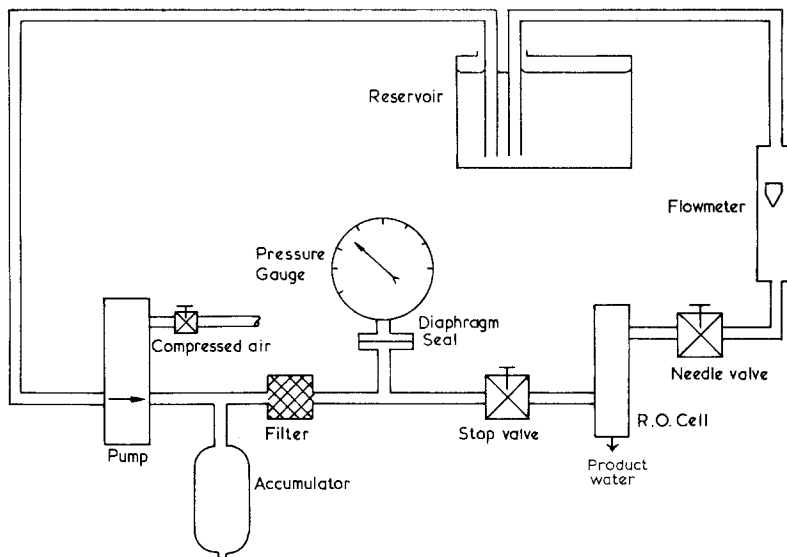 Reservoir
Flowmeter
Pressure
Gauge
Diaphragm
Seal
Compressed air
Needle valve
Filter
Stop valve
R.O. Cell
Pump
Product
water
Accumulator